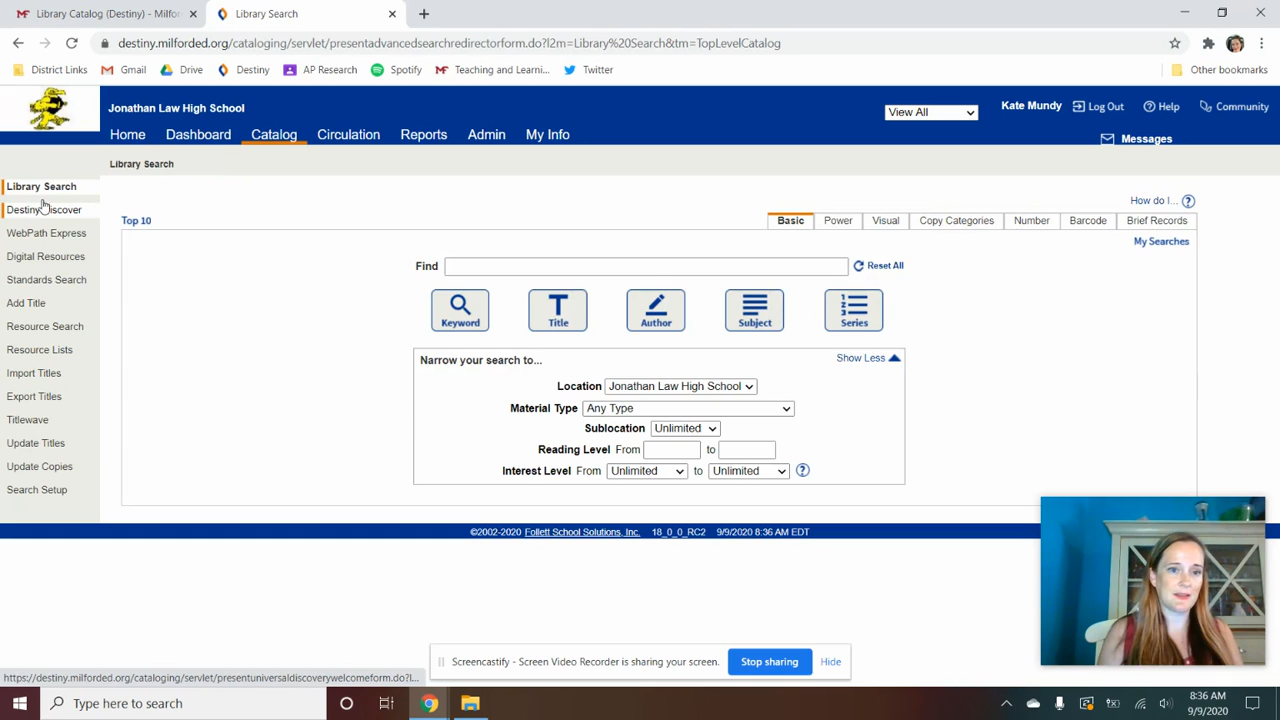 Library Catalog (Destiny) - Milfor
Library Search
destiny.milforded.org/cataloging/servlet/presentadvancedsearchredirectorform.do?l2m=Library%20Search&tm=TopLevelCatalog
District Links
Gmail
Drive
Destiny
AP Research
Spotify
Teaching and Learni...
Twitter
Other bookmarks
Jonathan Law High School
View All
Kate Mundy
Log Out
Help
Community
Home
Dashboard
Catalog
Circulation
Reports
Admin
My Info
Messages
Library Search
Library Search
Destiny Discover
WebPath Express
Digital Resources
Standards Search
Add Title
Resource Search
Resource Lists
Import Titles
Export Titles
Titlewave
Update Titles
Update Copies
Search Setup
How do I...
Top 10
Basic
Power
Visual
Copy Categories
Number
Barcode
Brief Records
My Searches
Find
Reset All
Keyword
Title
Author
Subject
Series
Narrow your search to...
Show Less
Location Jonathan Law High School
Material Type Any Type
Sublocation Unlimited
Reading Level From to
Interest Level From Unlimited to Unlimited
©2002-2020 Follett School Solutions, Inc. 18_0_0_RC2 9/9/2020 8:36 AM EDT
Screencastify - Screen Video Recorder is sharing your screen.
Stop sharing
Hide
https://destiny.milforded.org/cataloging/servlet/presentuniversaldiscoverywelcomeform.do?l...
Type here to search
8:36 AM
9/9/2020